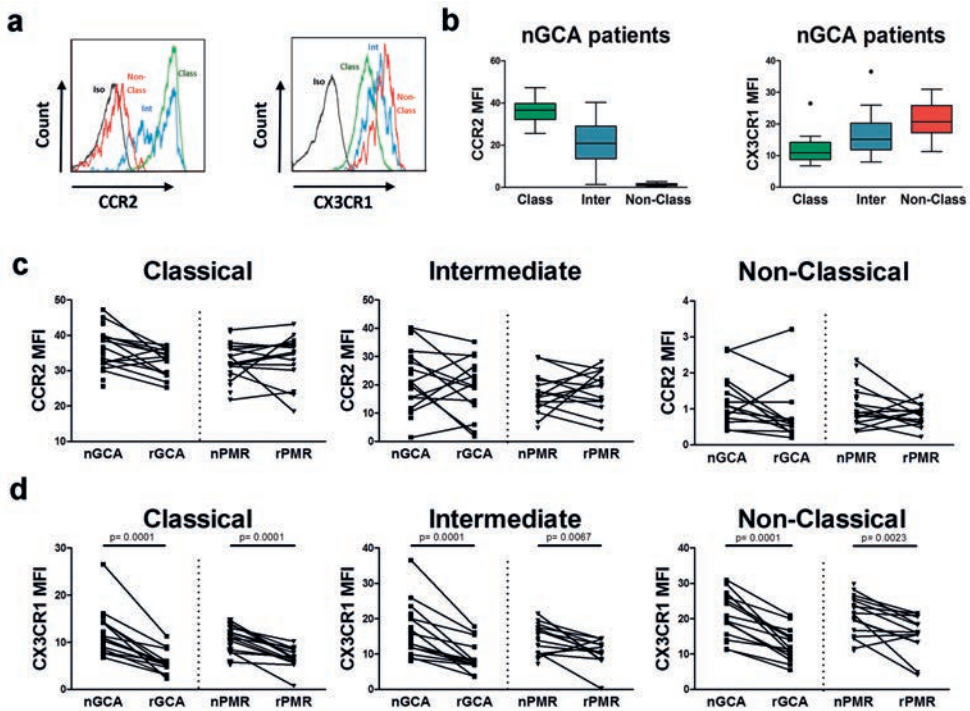 a
Count
Iso
Non-
Class
Int
Class
CCR2
Count
Iso
Class
Int
Non-
Class
CX3CR1
b
nGCA patients
CCR2 MFI
60
40
20
0
Class Inter Non-Class
nGCA patients
CX3CR1 MFI
40
30
20
10
0
Class Inter Non-Class
c
Classical
CCR2 MFI
50
40
30
20
10
nGCA rGCA nPMR rPMR
Intermediate
CCR2 MFI
50
40
30
20
10
0
nGCA rGCA nPMR rPMR
Non-Classical
CCR2 MFI
4
3
2
1
0
nGCA rGCA nPMR rPMR
d
Classical
p= 0.0001 p= 0.0001
CX3CR1 MFI
30
20
10
0
nGCA rGCA nPMR rPMR
Intermediate
p= 0.0001 p= 0.0067
CX3CR1 MFI
40
30
20
10
0
nGCA rGCA nPMR rPMR
Non-Classical
p= 0.0001 p= 0.0023
CX3CR1 MFI
40
30
20
10
0
nGCA rGCA nPMR rPMR